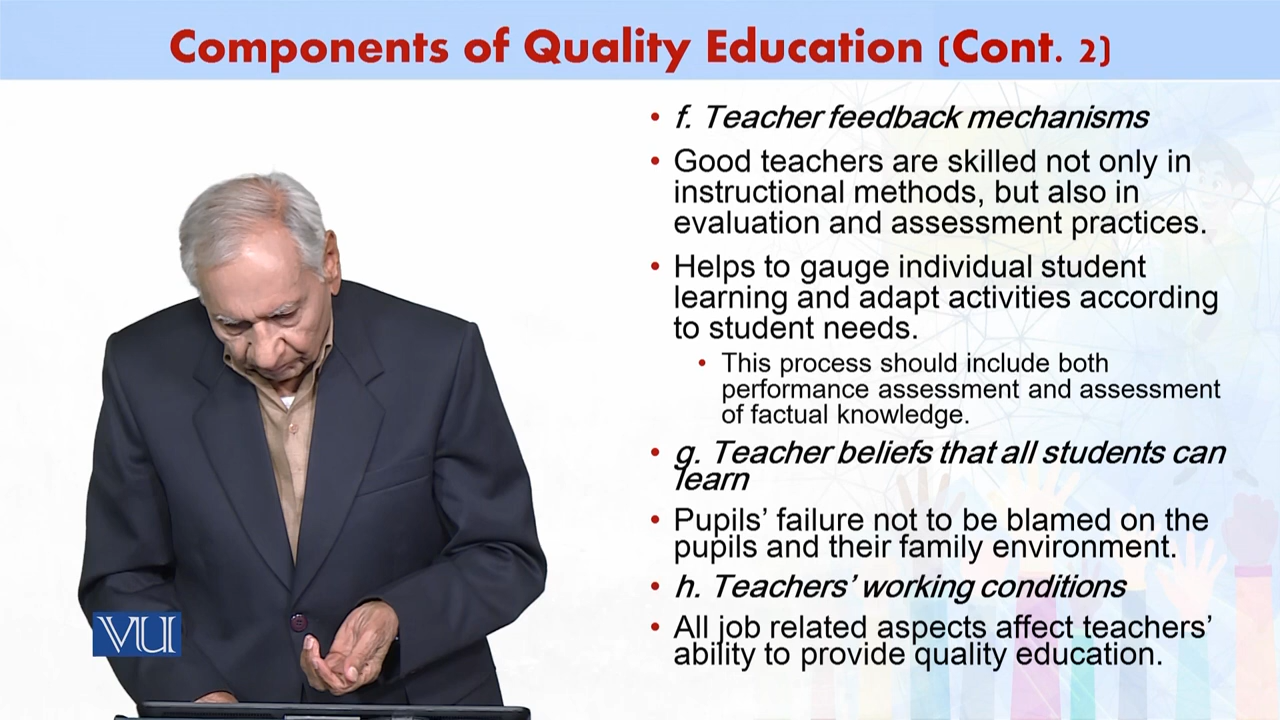 Components of Quality Education (Cont. 2)
• f. Teacher feedback mechanisms
• Good teachers are skilled not only in
instructional methods, but also in
evaluation and assessment practices.
• Helps to gauge individual student
learning and adapt activities according
to student needs.
• This process should include both
performance assessment and assessment
of factual knowledge.
• g. Teacher beliefs that all students can
learn
• Pupils’ failure not to be blamed on the
pupils and their family environment.
• h. Teachers’ working conditions
• All job related aspects affect teachers’
ability to provide quality education.
VU